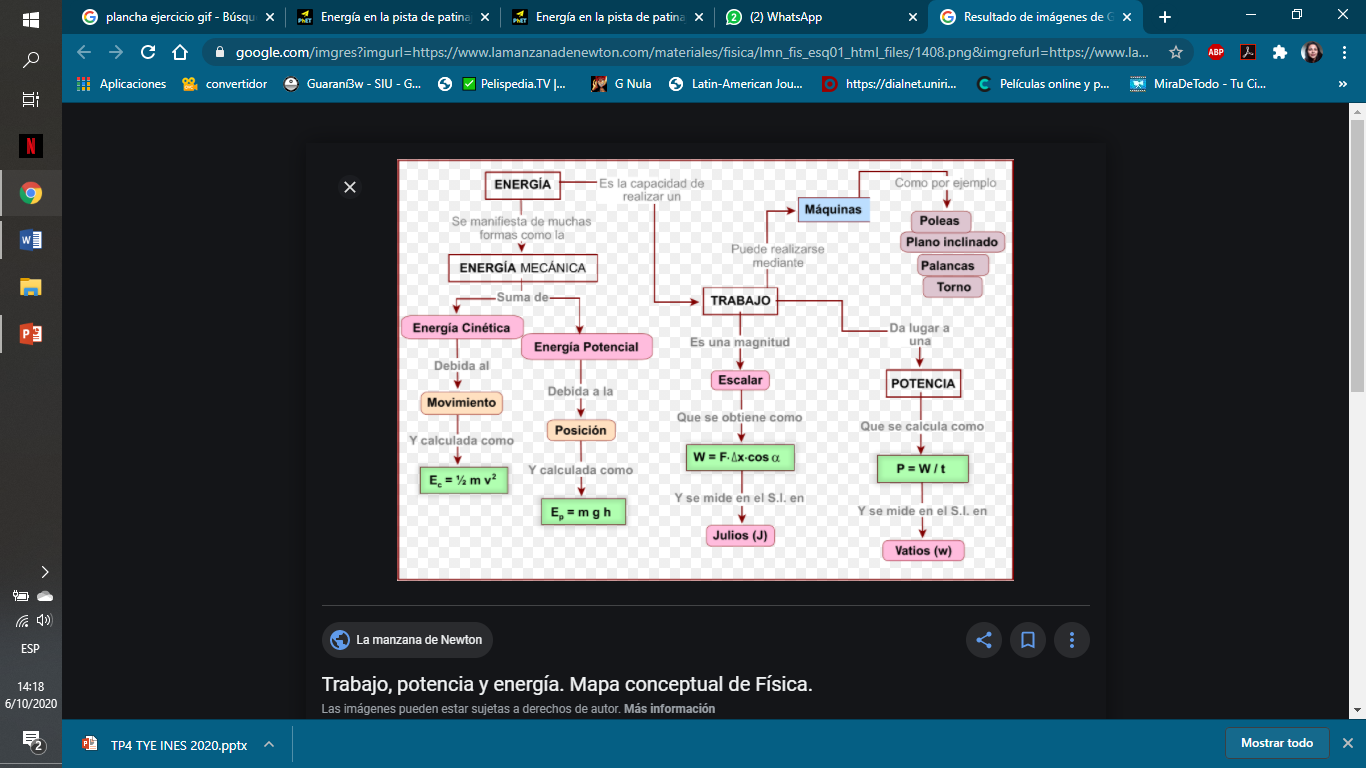 plancha ejercicio gif - Búsqu
Energía en la pista de patina
Energía en la pista de patina
(2) WhatsApp
Resultado de imágenes de G
google.com/imgres?imgurl=https://www.lamanzanadenewton.com/materiales/fisica/lmn_fis_esq01_html_files/1408.png&imgrefurl=https://www.la...
ABP
Aplicaciones
convertidor
Guaraní3w - SIU - G...
Pelispedia.TV |...
G Nula
Latin-American Jou...
https://dialnet.uniri...
Películas online y p...
MiraDeTodo - Tu Ci...
ENERGÍA
Es la capacidad de
realizar un
Se manifiesta de muchas
formas como la
ENERGÍA MECÁNICA
Suma de
Energía Cinética
Energía Potencial
Debida al
Movimiento
Y calculada como
Ec = ½ m v²
Debida a la
Posición
Y calculada como
Ep = m g h
Máquinas
Como por ejemplo
Poleas
Plano inclinado
Palancas
Torno
Puede realizarse
mediante
TRABAJO
Es una magnitud
Escalar
Que se obtiene como
W = F·Δx·cos α
Y se mide en el S.I. en
Julios (J)
Da lugar a
una
POTENCIA
Que se calcula como
P = W / t
Y se mide en el S.I. en
Vatios (w)
La manzana de Newton
Trabajo, potencia y energía. Mapa conceptual de Física.
Las imágenes pueden estar sujetas a derechos de autor. Más información
ESP
14:18
6/10/2020
2
TP4 TYE INES 2020.pptx
Mostrar todo